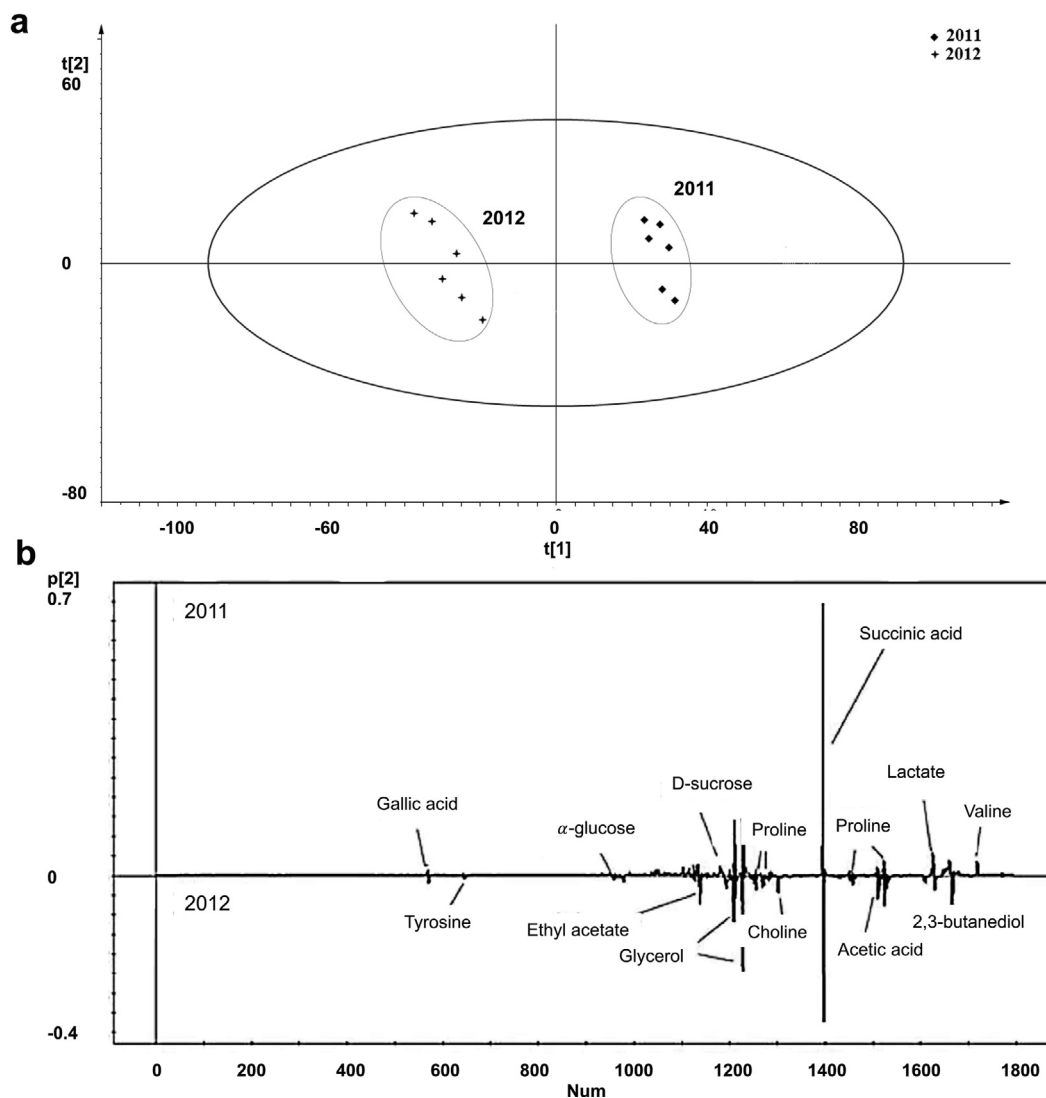 a
t[2]
60
0
-80
2011
2012
2012
2011
-100
-60
0
40
80
t[1]
b
p[2]
0.7
0
-0.4
2011
2012
Succinic acid
Gallic acid
D-sucrose
Lactate
α-glucose
Proline
Proline
Valine
Tyrosine
Ethyl acetate
Choline
2,3-butanediol
Glycerol
Acetic acid
0
200
400
600
800
1000
1200
1400
1600
1800
Num